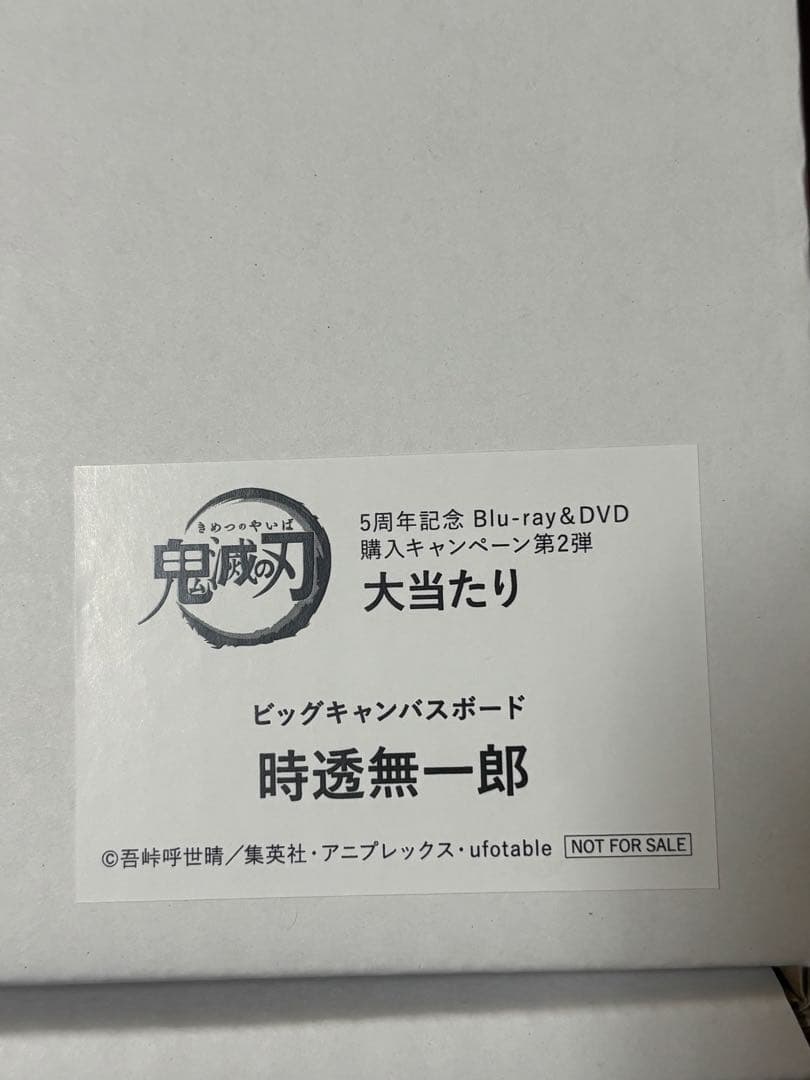 きめつのやいば
鬼滅の刃
5周年記念 Blu-ray&DVD
購入キャンペーン第2弾
大当たり
ビッグキャンバスボード
時透無一郎
©吾峠呼世晴／集英社・アニプレックス・ufotable NOT FOR SALE